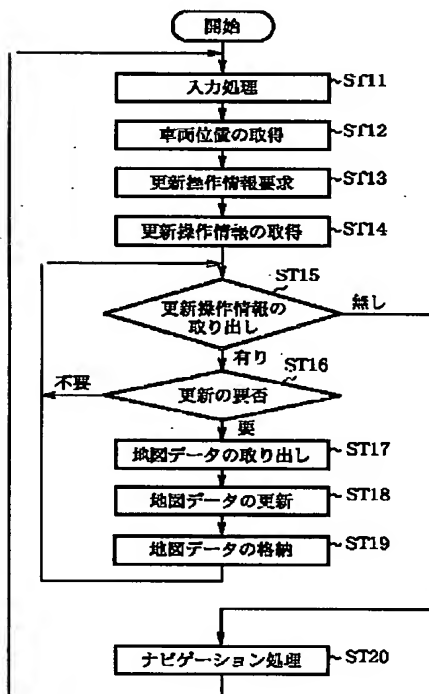 開始
入力処理
ST11
車両位置の取得
ST12
更新操作情報要求
ST13
更新操作情報の取得
ST14
ST15
更新操作情報の
取り出し
無し
有り
ST16
更新の要否
不要
要
地図データの取り出し
ST17
地図データの更新
ST18
地図データの格納
ST19
ナビゲーション処理
ST20